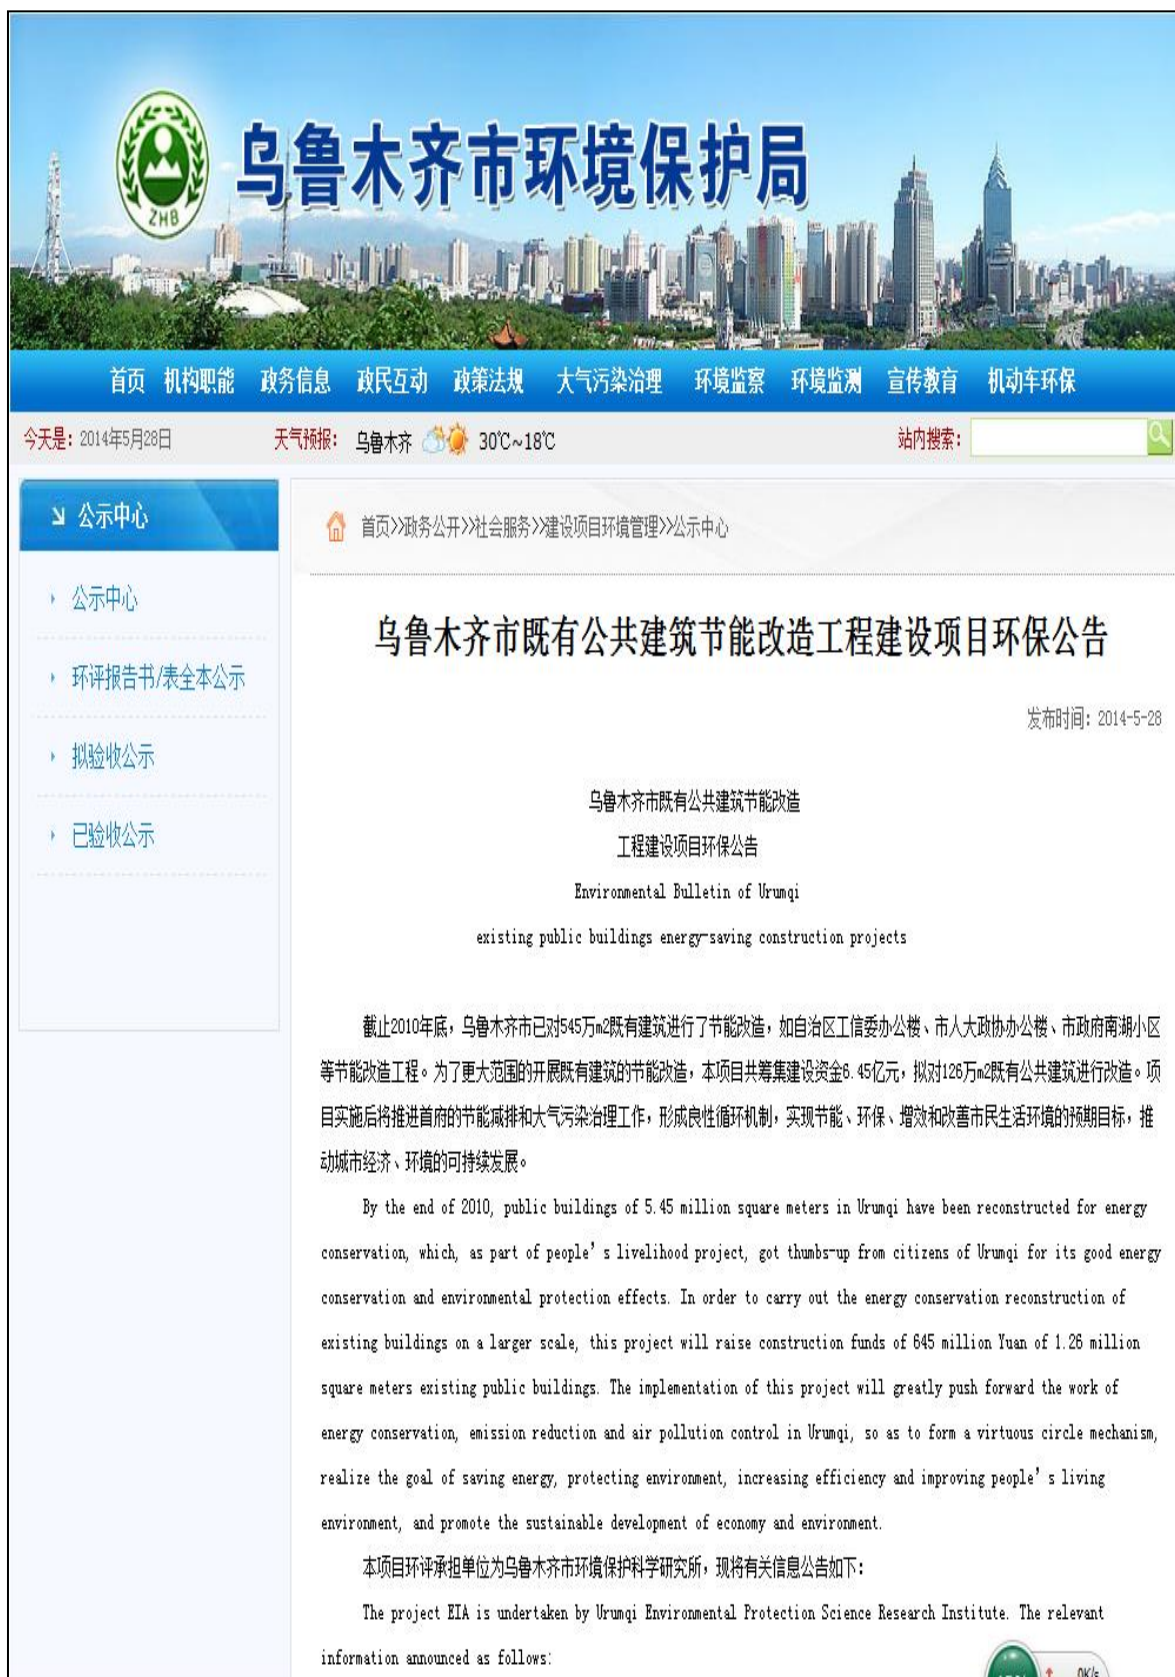 ZHB
乌鲁木齐市环境保护局
首页 机构职能 政务信息 政民互动 政策法规 大气污染治理 环境监察 环境监测 宣传教育 机动车环保
今天是: 2014年5月28日 天气预报: 乌鲁木齐 30℃~18℃ 站内搜索:
公示中心
首页>>政务公开>>社会服务>>建设项目环境管理>>公示中心
公示中心
环评报告书/表全本公示
拟验收公示
已验收公示
乌鲁木齐市既有公共建筑节能改造工程建设项目环保公告
发布时间: 2014-5-28
乌鲁木齐市既有公共建筑节能改造
工程建设项目环保公告
Environmental Bulletin of Urumqi
existing public buildings energy-saving construction projects
截止2010年底，乌鲁木齐市已对545万m2既有建筑进行了节能改造，如自治区工信委办公楼、市人大政协办公楼、市政府南湖小区
等节能改造工程。为了更大范围的开展既有建筑的节能改造，本项目共筹集建设资金6.45亿元，拟对126万m2既有公共建筑进行改造。项
目实施后将推进首府的节能减排和大气污染治理工作，形成良性循环机制，实现节能、环保、增效和改善市民生活环境的预期目标，推
动城市经济、环境的可持续发展。
By the end of 2010, public buildings of 5.45 million square meters in Urumqi have been reconstructed for energy
conservation, which, as part of people’s livelihood project, got thumbs-up from citizens of Urumqi for its good energy
conservation and environmental protection effects. In order to carry out the energy conservation reconstruction of
existing buildings on a larger scale, this project will raise construction funds of 645 million Yuan of 1.26 million
square meters existing public buildings. The implementation of this project will greatly push forward the work of
energy conservation, emission reduction and air pollution control in Urumqi, so as to form a virtuous circle mechanism,
realize the goal of saving energy, protecting environment, increasing efficiency and improving people’s living
environment, and promote the sustainable development of economy and environment.
本项目环评承担单位为乌鲁木齐市环境保护科学研究所，现将有关信息公告如下：
The project EIA is undertaken by Urumqi Environmental Protection Science Research Institute. The relevant
information announced as follows:
0K/s